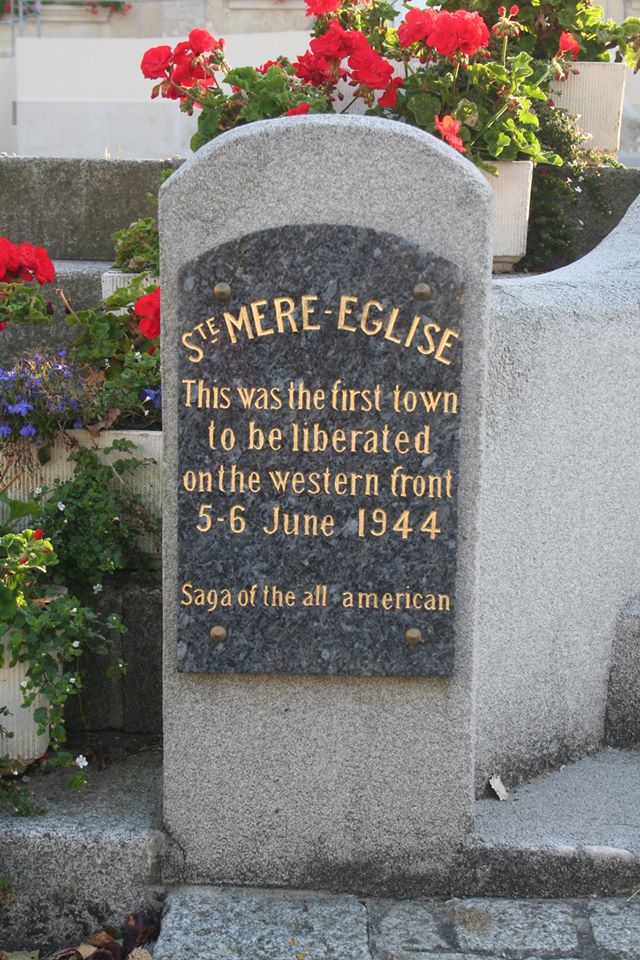 STE MERE-EGLISE
This was the first town
to be liberated
on the western front
5-6 June 1944
Saga of the all american